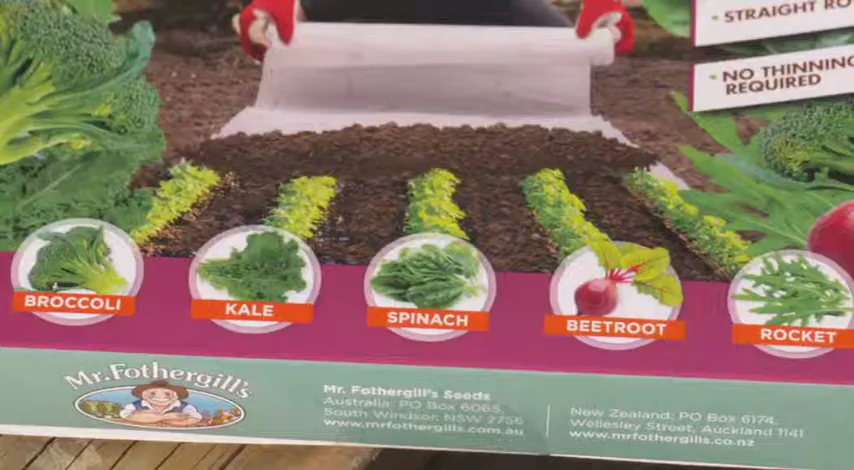 • STRAIGHT RO
• NO THINNING
REQUIRED
BROCCOLI
KALE
SPINACH
BEETROOT
ROCKET
Mr. Fothergill's
Mr. Fothergill's Seeds
Australia: PO Box 6065,
South Windsor, NSW 2756
www.mrfothergills.com.au
New Zealand: PO Box 6174,
Wellesley Street, Auckland 1141
www.mrfothergills.co.nz